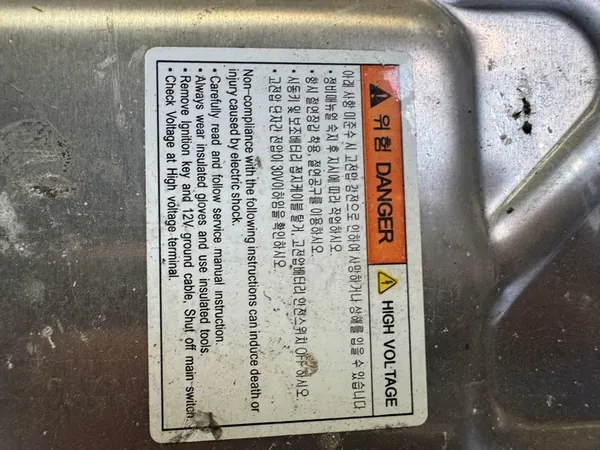 위험 DANGER HIGH VOLTAGE
아래 사항 미준수 시 고전압 감전으로 인하여 사망하거나 상해를 입을 수 있습니다.
• 정비매뉴얼 숙지 후 지시에 따라 작업하시오.
• 항시 절연장갑 착용, 절연공구를 이용하시오.
• 시동키 및 보조배터리 접지케이블 탈거, 고전압배터리 안전스위치 OFF 하시오.
• 고전압 단자간 전압이 30V이하임을 확인하시오.
Non-compliance with the following instructions can induce death or
injury caused by electric shock.
• Carefully read and follow service manual instruction.
• Always wear insulated gloves and use insulated tools.
• Remove Ignition key and 12V ground cable, Shut off main switch.
• Check Voltage at High voltage terminal.